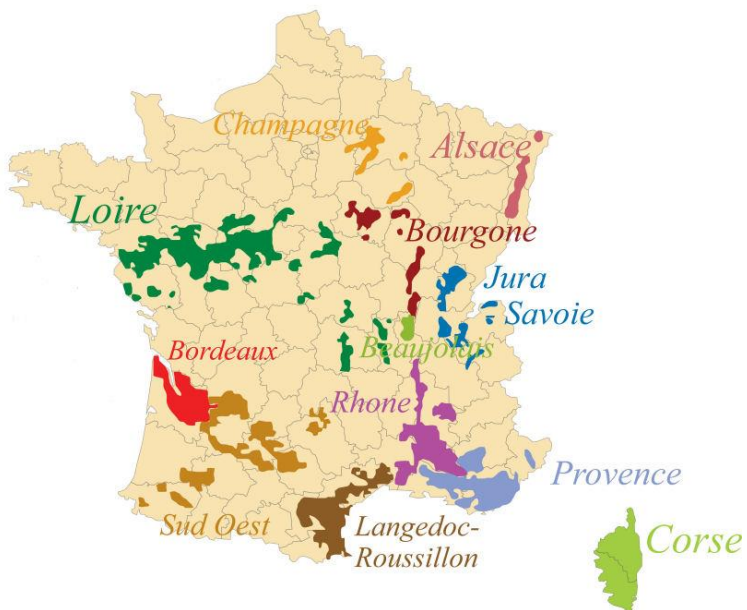 Champagne
Alsace
Loire
Bourgone
Jura
Savoie
Bordeaux
Beaujolais
Rhone
Provence
Sud Oest
Langedoc-
Roussillon
Corse